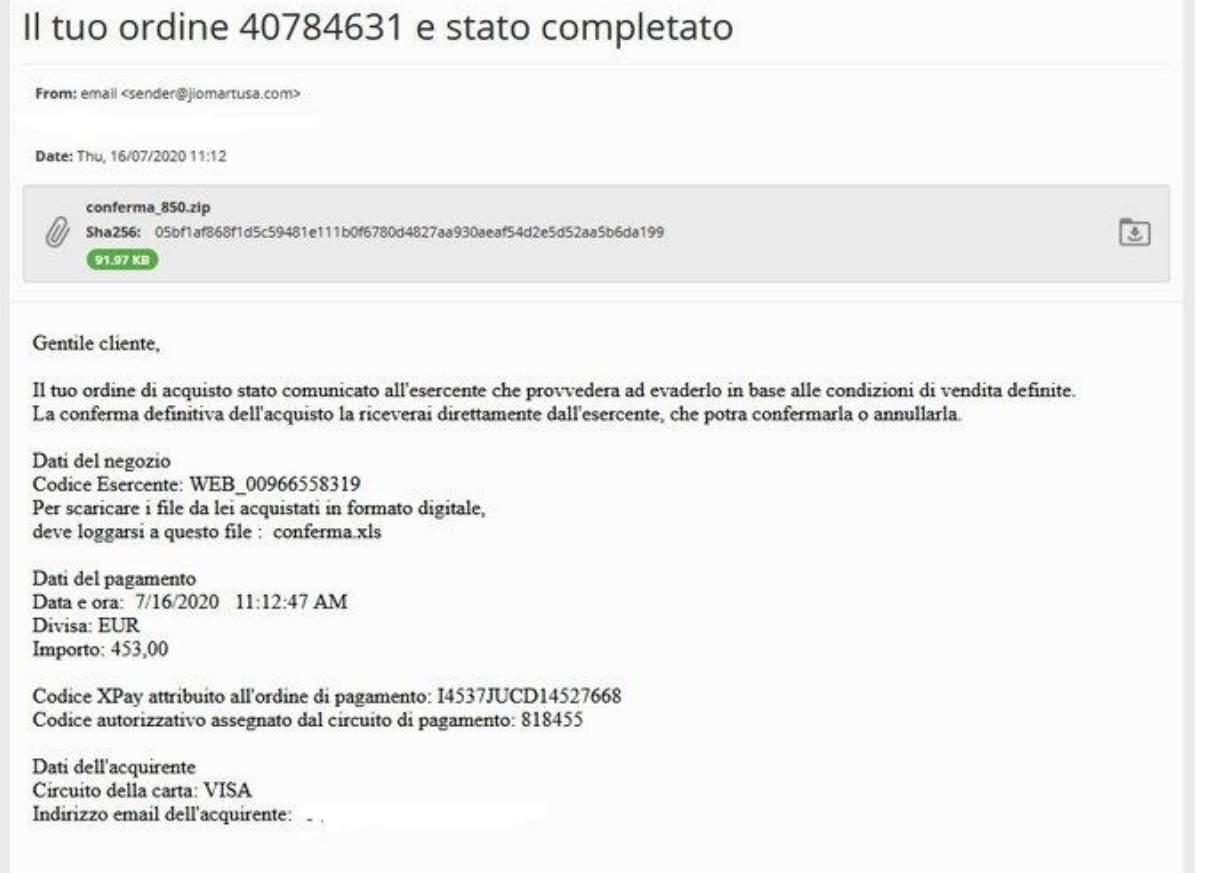 Il tuo ordine 40784631 e stato completato
From: email <sender@jiomartusa.com>
Date: Thu, 16/07/2020 11:12
conferma_850.zip
Sha256: 05bf1af868f1d5c59481e111b0f6780d4827aa930aeaf54d2e5d52aa5b6da199
91.97 KB
Gentile cliente,
Il tuo ordine di acquisto stato comunicato all'esercente che provvedera ad evaderlo in base alle condizioni di vendita definite.
La conferma definitiva dell'acquisto la riceverai direttamente dall'esercente, che potra confermarla o annullarla.
Dati del negozio
Codice Esercente: WEB_00966558319
Per scaricare i file da lei acquistati in formato digitale,
deve loggarsi a questo file : conferma.xls
Dati del pagamento
Data e ora: 7/16/2020 11:12:47 AM
Divisa: EUR
Importo: 453,00
Codice XPay attribuito all'ordine di pagamento: I4537JUCD14527668
Codice autorizzativo assegnato dal circuito di pagamento: 818455
Dati dell'acquirente
Circuito della carta: VISA
Indirizzo email dell'acquirente: